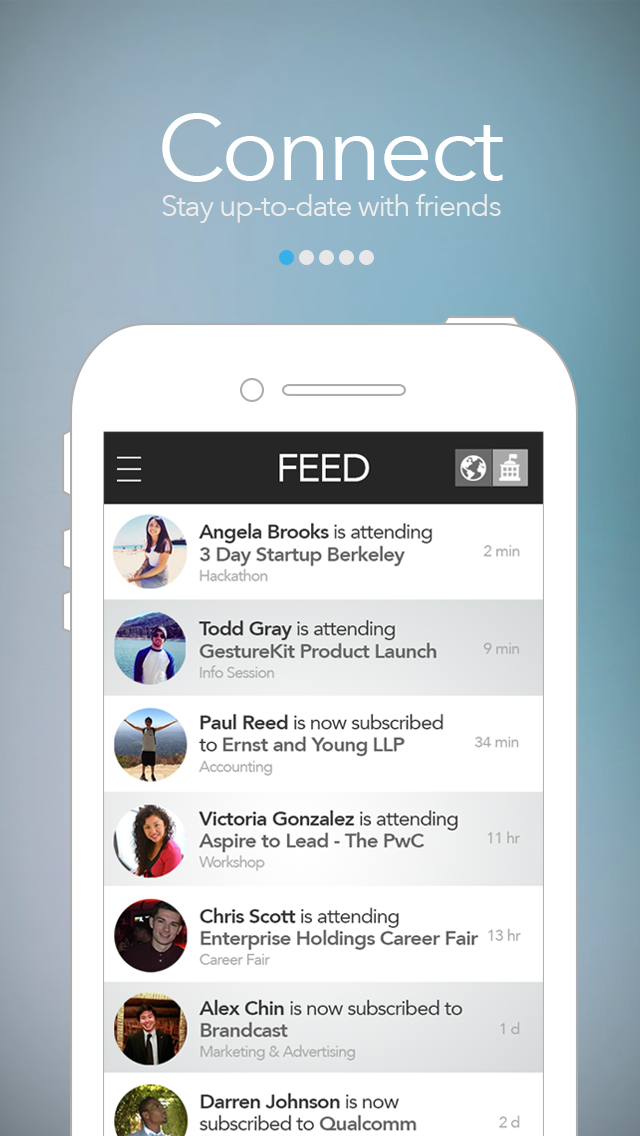 Connect
Stay up-to-date with friends
FEED
Angela Brooks is attending
3 Day Startup Berkeley
2 min
Hackathon
Todd Gray is attending
GestureKit Product Launch
9 min
Info Session
Paul Reed is now subscribed
to Ernst and Young LLP
34 min
Accounting
Victoria Gonzalez is attending
Aspire to Lead - The PwC
11 hr
Workshop
Chris Scott is attending
Enterprise Holdings Career Fair
13 hr
Career Fair
Alex Chin is now subscribed to
Brandcast
1 d
Marketing & Advertising
Darren Johnson is now
subscribed to Qualcomm
2 d